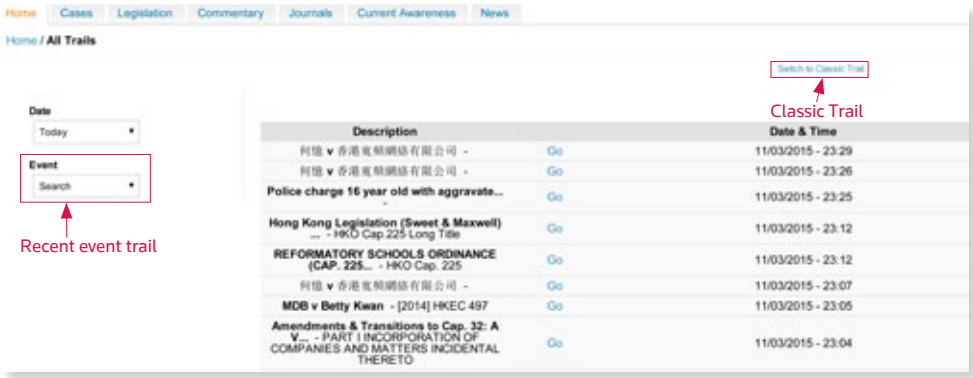 Home Cases Legislation Commentary Journals Current Awareness News
Home / All Trails
Switch to Classic Trail
Classic Trail
Date
Today
Event
Search
Recent event trail
Description Date & Time
何憶 v 香港寬頻網絡有限公司 - Go 11/03/2015 - 23:29
何憶 v 香港寬頻網絡有限公司 - Go 11/03/2015 - 23:26
Police charge 16 year old with aggravate... Go 11/03/2015 - 23:25
-
Hong Kong Legislation (Sweet & Maxwell) Go 11/03/2015 - 23:12
... - HKO Cap.225 Long Title
REFORMATORY SCHOOLS ORDINANCE Go 11/03/2015 - 23:12
(CAP. 225... - HKO Cap. 225
何憶 v 香港寬頻網絡有限公司 - Go 11/03/2015 - 23:07
MDB v Betty Kwan - [2014] HKEC 497 Go 11/03/2015 - 23:05
Amendments & Transitions to Cap. 32: A
V... - PART I INCORPORATION OF Go 11/03/2015 - 23:04
COMPANIES AND MATTERS INCIDENTAL
THERETO